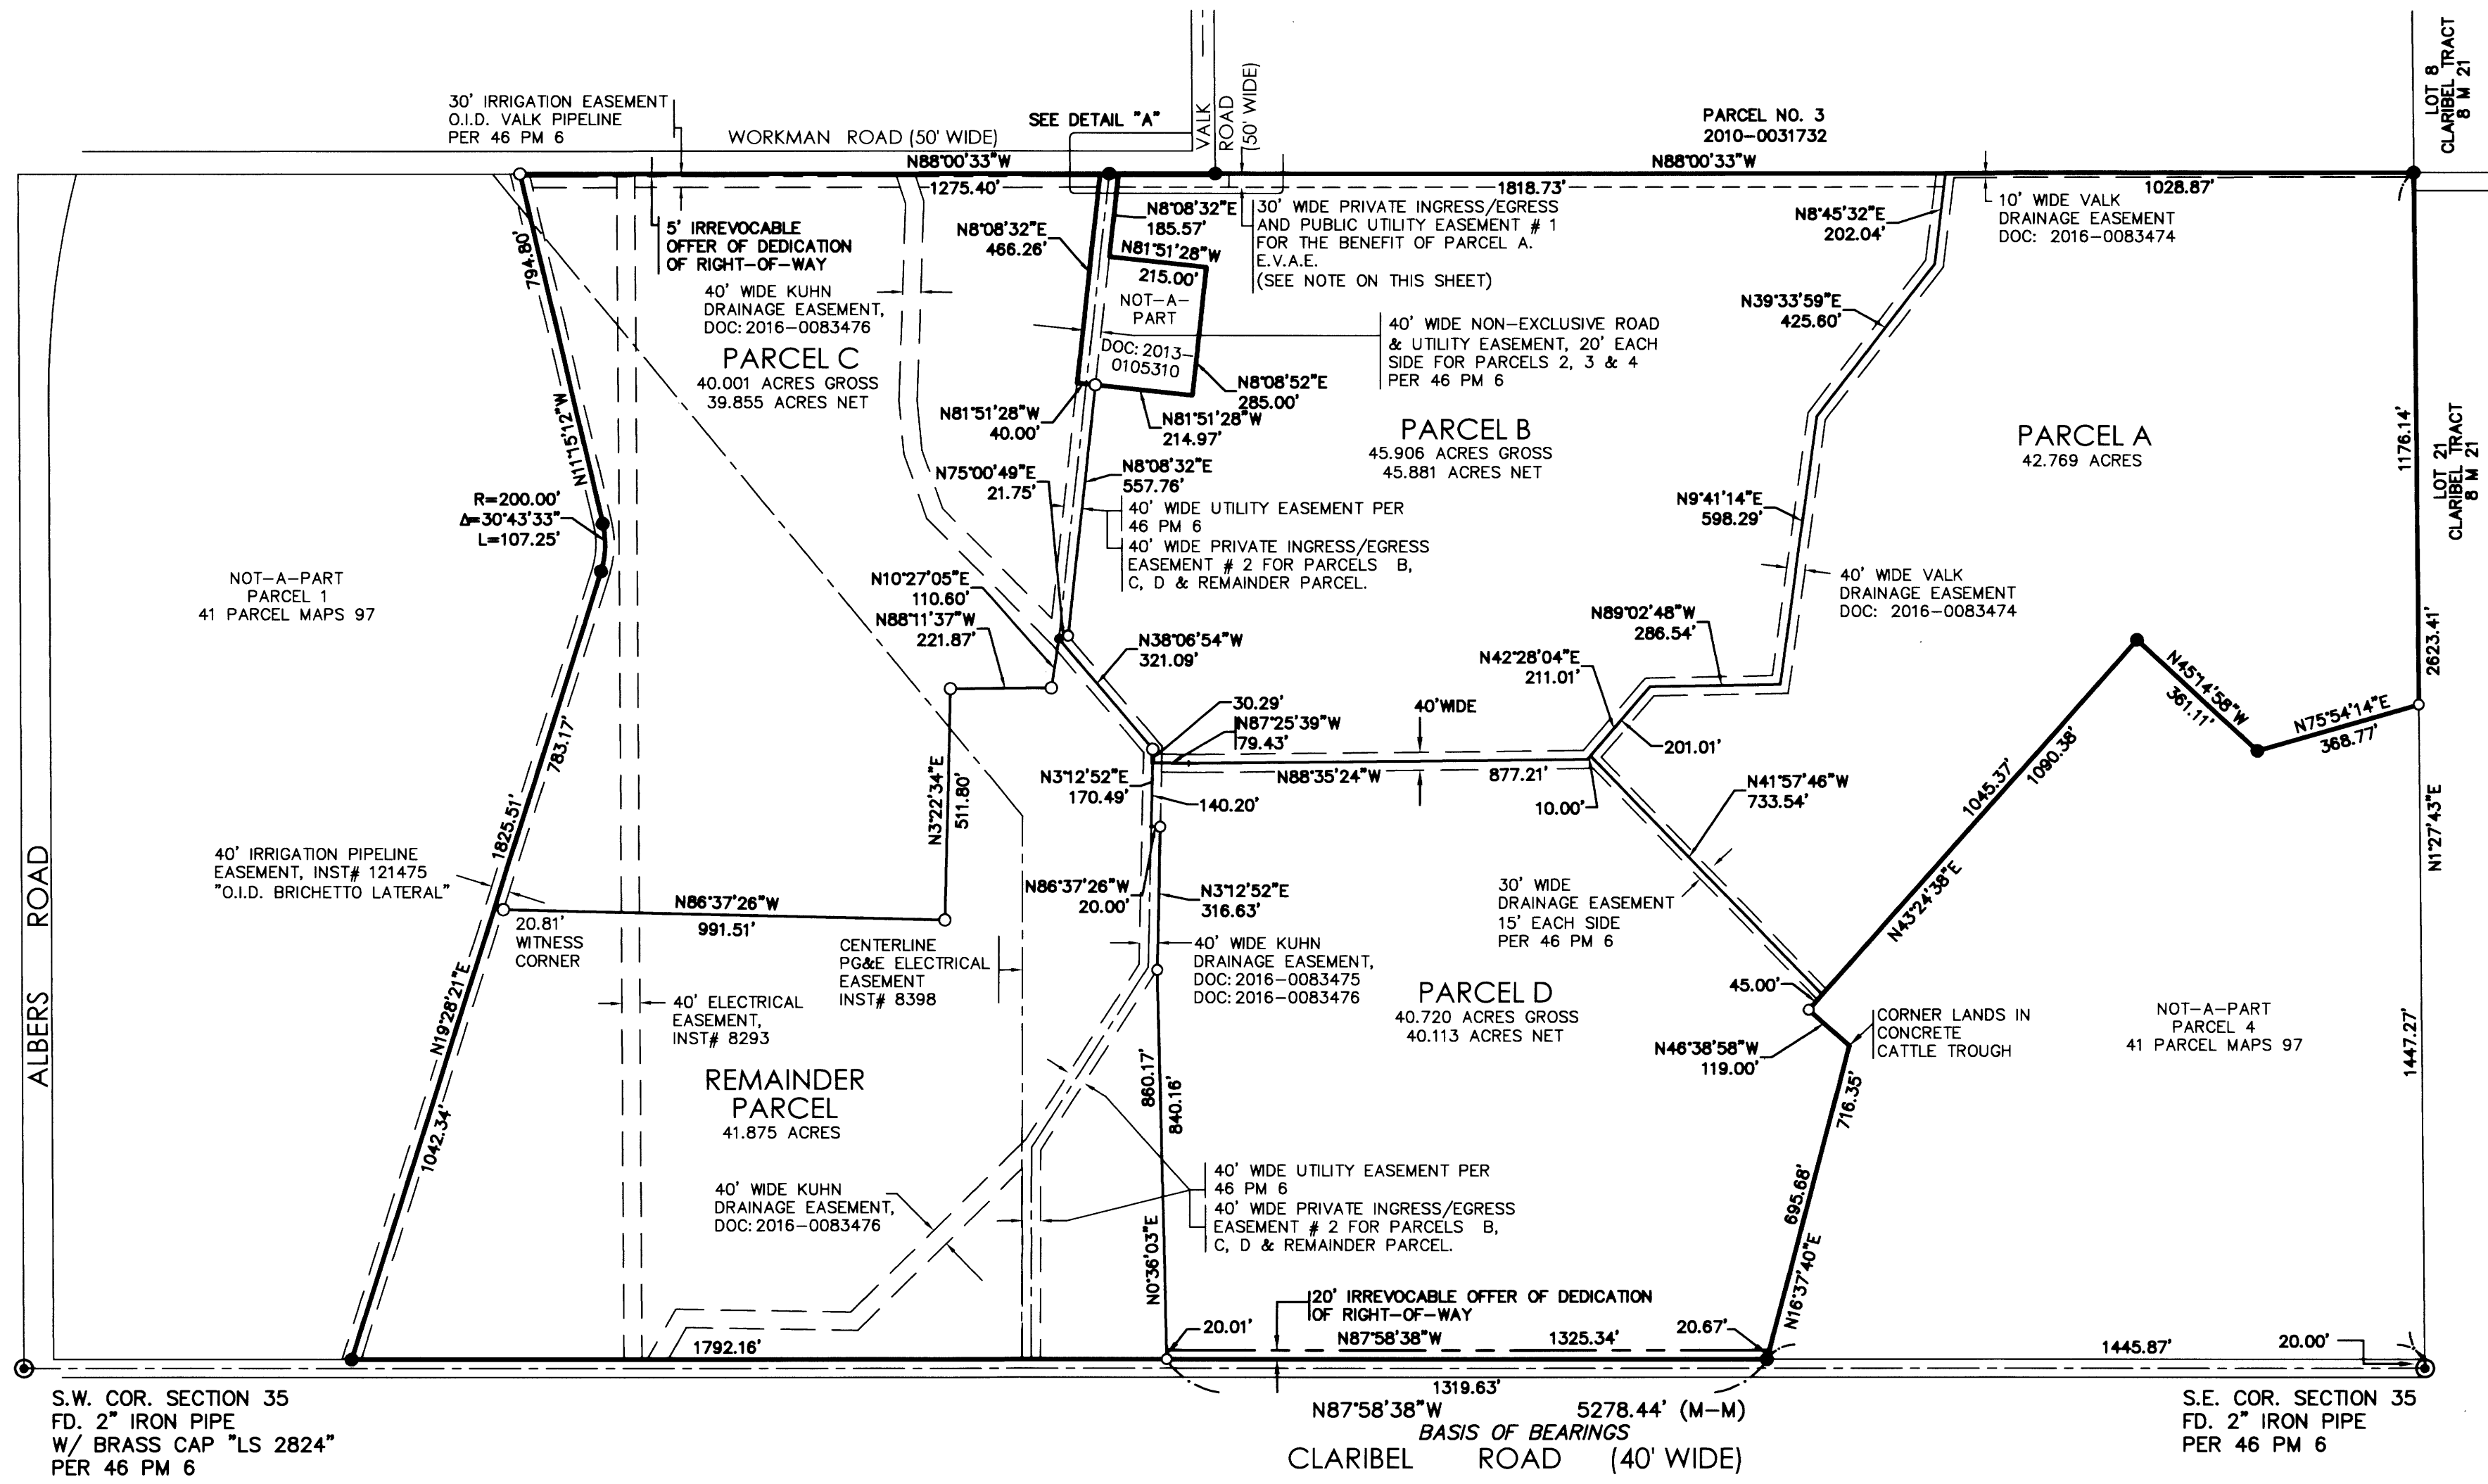 LOT 8
CLARIBEL TRACT
8 M 21
30' IRRIGATION EASEMENT
O.I.D. VALK PIPELINE
PER 46 PM 6
WORKMAN ROAD (50' WIDE)
SEE DETAIL "A"
VALK
ROAD
(50' WIDE)
PARCEL NO. 3
2010-0031732
N88°00'33"W
1275.40'
N88°00'33"W
1818.73'
1028.87'
5' IRREVOCABLE
OFFER OF DEDICATION
OF RIGHT-OF-WAY
N8°08'32"E
466.26'
N8°08'32"E
185.57'
N81°51'28"W
215.00'
30' WIDE PRIVATE INGRESS/EGRESS
AND PUBLIC UTILITY EASEMENT # 1
FOR THE BENEFIT OF PARCEL A.
E.V.A.E.
(SEE NOTE ON THIS SHEET)
N8°45'32"E
202.04'
10' WIDE VALK
DRAINAGE EASEMENT
DOC: 2016-0083474
794.80'
N11°15'12"W
40' WIDE KUHN
DRAINAGE EASEMENT,
DOC: 2016-0083476
PARCEL C
40.001 ACRES GROSS
39.855 ACRES NET
NOT-A-
PART
DOC: 2013-
0105310
40' WIDE NON-EXCLUSIVE ROAD
& UTILITY EASEMENT, 20' EACH
SIDE FOR PARCELS 2, 3 & 4
PER 46 PM 6
N39°33'59"E
425.60'
N8°08'52"E
285.00'
N81°51'28"W
40.00'
N81°51'28"W
214.97'
PARCEL B
45.906 ACRES GROSS
45.881 ACRES NET
PARCEL A
42.769 ACRES
1176.14'
LOT 21
CLARIBEL TRACT
8 M 21
N75°00'49"E
21.75'
N8°08'32"E
557.76'
R=200.00'
Δ=30°43'33"
L=107.25'
40' WIDE UTILITY EASEMENT PER
46 PM 6
40' WIDE PRIVATE INGRESS/EGRESS
EASEMENT # 2 FOR PARCELS B,
C, D & REMAINDER PARCEL.
N9°41'14"E
598.29'
NOT-A-PART
PARCEL 1
41 PARCEL MAPS 97
N10°27'05"E
110.60'
N88°11'37"W
221.87'
40' WIDE VALK
DRAINAGE EASEMENT
DOC: 2016-0083474
N38°06'54"W
321.09'
N89°02'48"W
286.54'
N42°28'04"E
211.01'
2623.41'
N45°14'58"W
361.11'
N75°54'14"E
368.77'
30.29'
N87°25'39"W
79.43'
40'WIDE
201.01'
783.17'
N3°22'34"E
511.80'
N3°12'52"E
170.49'
140.20'
N88°35'24"W
877.21'
10.00'
N41°57'46"W
733.54'
1045.37'
1090.38'
N43°24'38"E
N1°27'43"E
1825.51'
40' IRRIGATION PIPELINE
EASEMENT, INST# 121475
"O.I.D. BRICHETTO LATERAL"
N86°37'26"W
991.51'
20.81'
WITNESS
CORNER
N86°37'26"W
20.00'
N3°12'52"E
316.63'
30' WIDE
DRAINAGE EASEMENT
15' EACH SIDE
PER 46 PM 6
ALBERS ROAD
CENTERLINE
PG&E ELECTRICAL
EASEMENT
INST# 8398
40' WIDE KUHN
DRAINAGE EASEMENT,
DOC: 2016-0083475
DOC: 2016-0083476
40' ELECTRICAL
EASEMENT,
INST# 8293
N19°28'21"E
1042.34'
PARCEL D
40.720 ACRES GROSS
40.113 ACRES NET
45.00'
N46°38'58"W
119.00'
CORNER LANDS IN
CONCRETE
CATTLE TROUGH
NOT-A-PART
PARCEL 4
41 PARCEL MAPS 97
1447.27'
REMAINDER
PARCEL
41.875 ACRES
860.17'
840.16'
716.35'
695.68'
N16°37'40"E
40' WIDE KUHN
DRAINAGE EASEMENT,
DOC: 2016-0083476
40' WIDE UTILITY EASEMENT PER
46 PM 6
40' WIDE PRIVATE INGRESS/EGRESS
EASEMENT # 2 FOR PARCELS B,
C, D & REMAINDER PARCEL.
N0°36'03"E
20' IRREVOCABLE OFFER OF DEDICATION
OF RIGHT-OF-WAY
1792.16'
20.01'
N87°58'38"W
1325.34'
20.67'
1445.87'
20.00'
1319.63'
N87°58'38"W 5278.44' (M-M)
BASIS OF BEARINGS
CLARIBEL ROAD (40' WIDE)
S.W. COR. SECTION 35
FD. 2" IRON PIPE
W/ BRASS CAP "LS 2824"
PER 46 PM 6
S.E. COR. SECTION 35
FD. 2" IRON PIPE
PER 46 PM 6